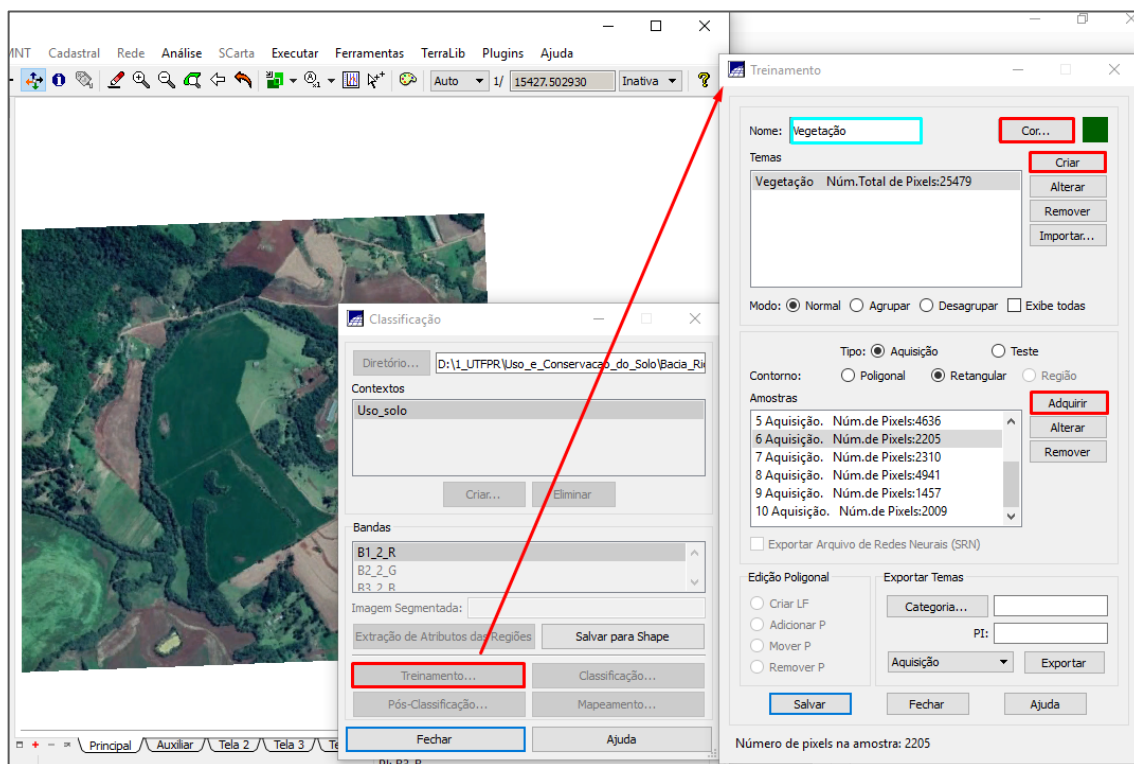 MNT Cadastral Rede Análise SCarta Executar Ferramentas TerraLib Plugins Ajuda
Auto 1/ 15427.502930 Inativa
Principal Auxiliar Tela 2 Tela 3
Classificação
Diretório... D:\1_UTFPR\Uso_e_Conservacao_do_Solo\Bacia_Ri
Contextos
Uso_solo
Criar... Eliminar
Bandas
B1_2_R
B2_2_G
B3_2_B
Imagem Segmentada:
Extração de Atributos das Regiões Salvar para Shape
Treinamento... Classificação...
Pós-Classificação... Mapeamento...
Fechar Ajuda
Treinamento
Nome: Vegetação Cor...
Temas
Criar
Vegetação Núm.Total de Pixels:25479
Alterar
Remover
Importar...
Modo: Normal Agrupar Desagrupar Exibe todas
Tipo: Aquisição Teste
Contorno: Poligonal Retangular Região
Amostras
Adquirir
5 Aquisição. Núm.de Pixels:4636
6 Aquisição. Núm.de Pixels:2205
Alterar
7 Aquisição. Núm.de Pixels:2310
Remover
8 Aquisição. Núm.de Pixels:4941
9 Aquisição. Núm.de Pixels:1457
10 Aquisição. Núm.de Pixels:2009
Exportar Arquivo de Redes Neurais (SRN)
Edição Poligonal
Criar LF
Adicionar P
Mover P
Remover P
Exportar Temas
Categoria...
PI:
Aquisição Exportar
Salvar Fechar Ajuda
Número de pixels na amostra: 2205